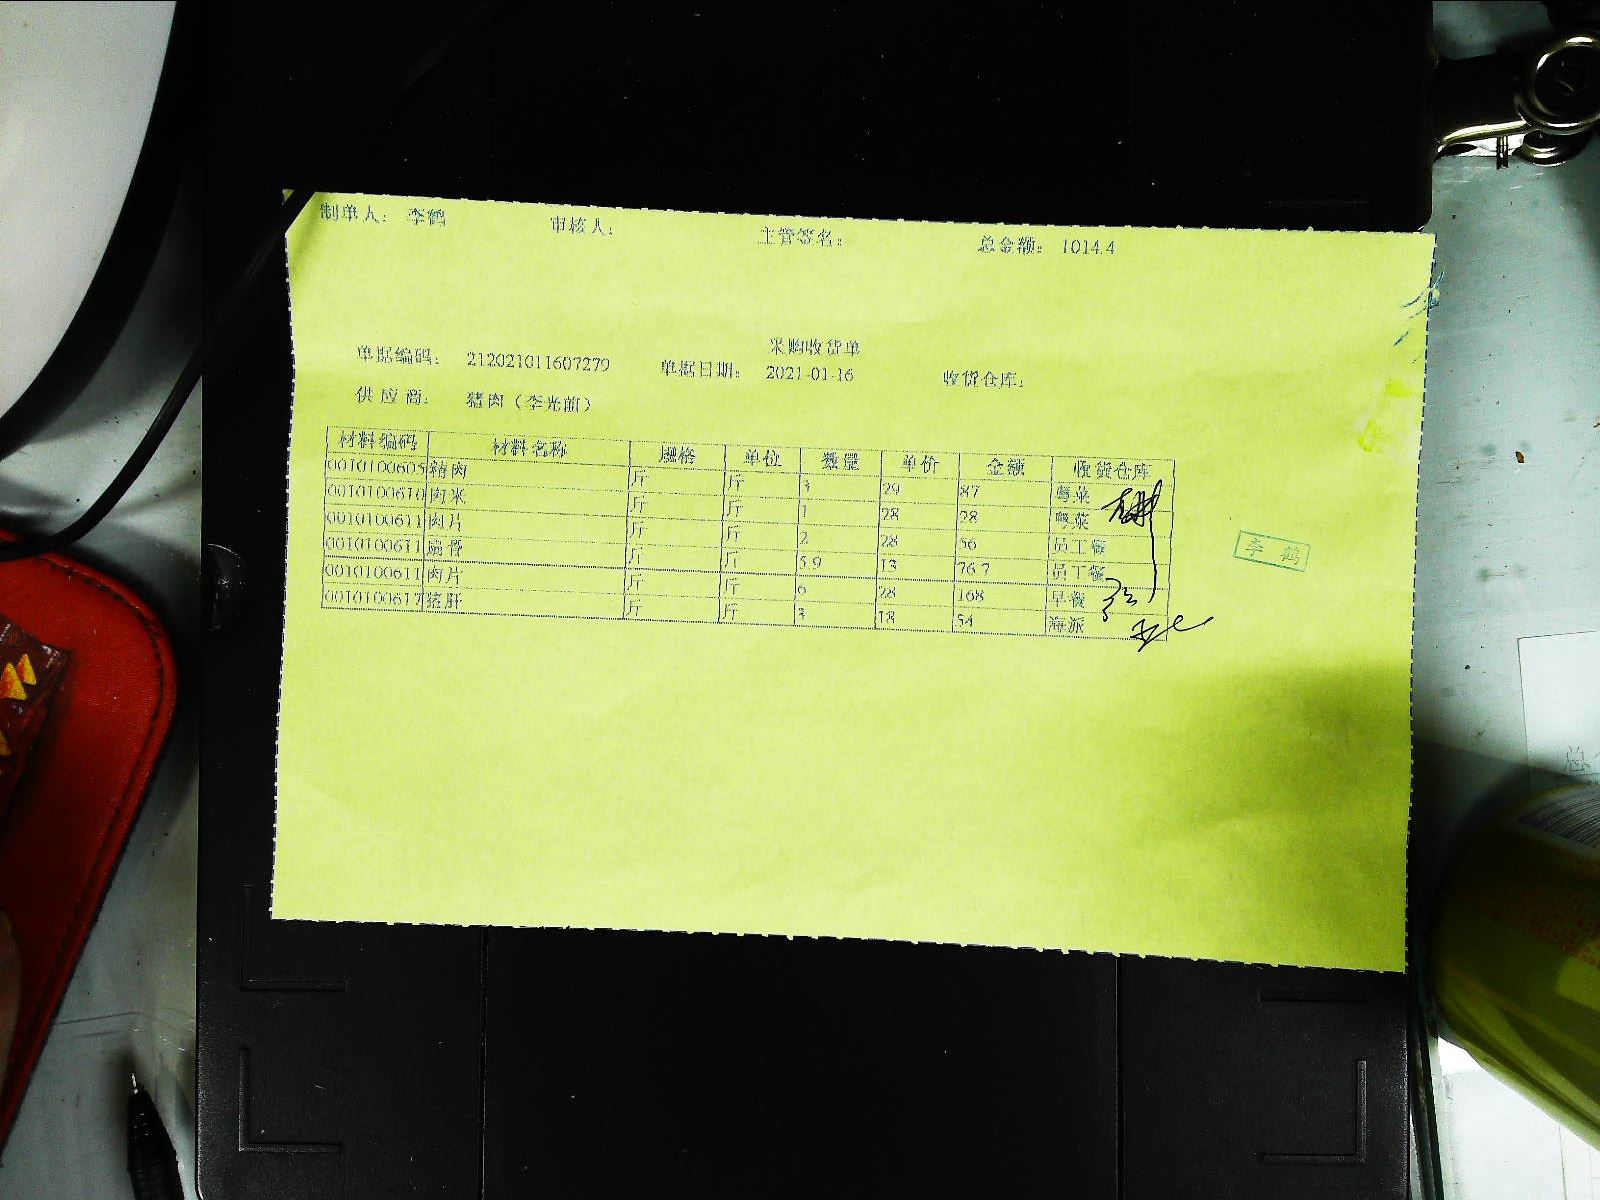 制单人： 李鹤 审核人： 主管签名： 总金额： 1014.4
采购收货单
单据编码： 212021011607279 单据日期： 2021-01-16 收货仓库：
供应商： 猪肉（李光前）
材料编码 材料名称 规格 单位 数量 单价 金额 收货仓库
0010100605 精肉 斤 斤 3 29 87 粤菜
0010100610 肉米 斤 斤 1 28 28 粤菜
0010100611 肉片 斤 斤 2 28 56 员工餐
0010100611 扇骨 斤 斤 5.9 13 76.7 员工餐
0010100611 肉片 斤 斤 6 28 168 早餐
0010100617 猪肝 斤 斤 3 18 54 海派
李鹤